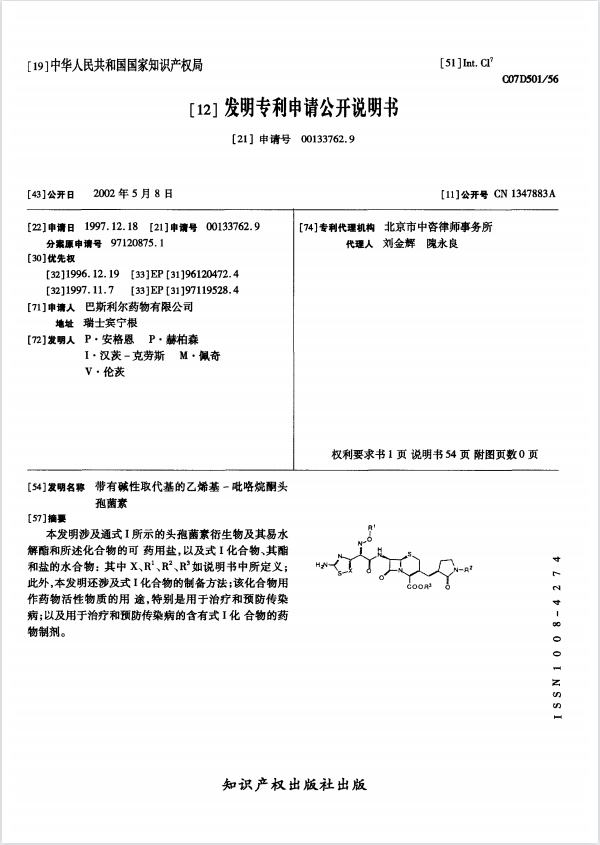 [19]中华人民共和国国家知识产权局
[51]Int. Cl⁷
C07D501/56
[12] 发明专利申请公开说明书
[21] 申请号 00133762.9
[43]公开日 2002 年 5 月 8 日
[11]公开号 CN 1347883A
[22]申请日 1997.12.18 [21]申请号 00133762.9
分案原申请号 97120875.1
[30]优先权
[32]1996.12.19 [33]EP [31]96120472.4
[32]1997.11.7 [33]EP [31]97119528.4
[71]申请人 巴斯利尔药物有限公司
地址 瑞士宾宁根
[72]发明人 P·安格恩 P·赫柏森
I·汉茨－克劳斯 M·佩奇
V·伦茨
[74]专利代理机构 北京市中咨律师事务所
代理人 刘金辉 隗永良
权利要求书 1 页 说明书 54 页 附图页数 0 页
[54]发明名称 带有碱性取代基的乙烯基－吡咯烷酮头
孢菌素
[57]摘要
本发明涉及通式 I 所示的头孢菌素衍生物及其易水
解酯和所述化合物的可 药用盐,以及式 I 化合物、其酯
和盐的水合物: 其中 X、R¹、R²、R³如说明书中所定义;
此外,本发明还涉及式 I 化合物的制备方法;该化合物用
作药物活性物质的用 途,特别是用于治疗和预防传染
病;以及用于治疗和预防传染病的含有式 I 化 合物的药
物制剂。
R¹
O
N
H₂N
N
S
X
O
H
N
H
S
O
N
COOR³
O
N
R²
ISSN1008-4274
知识产权出版社出版